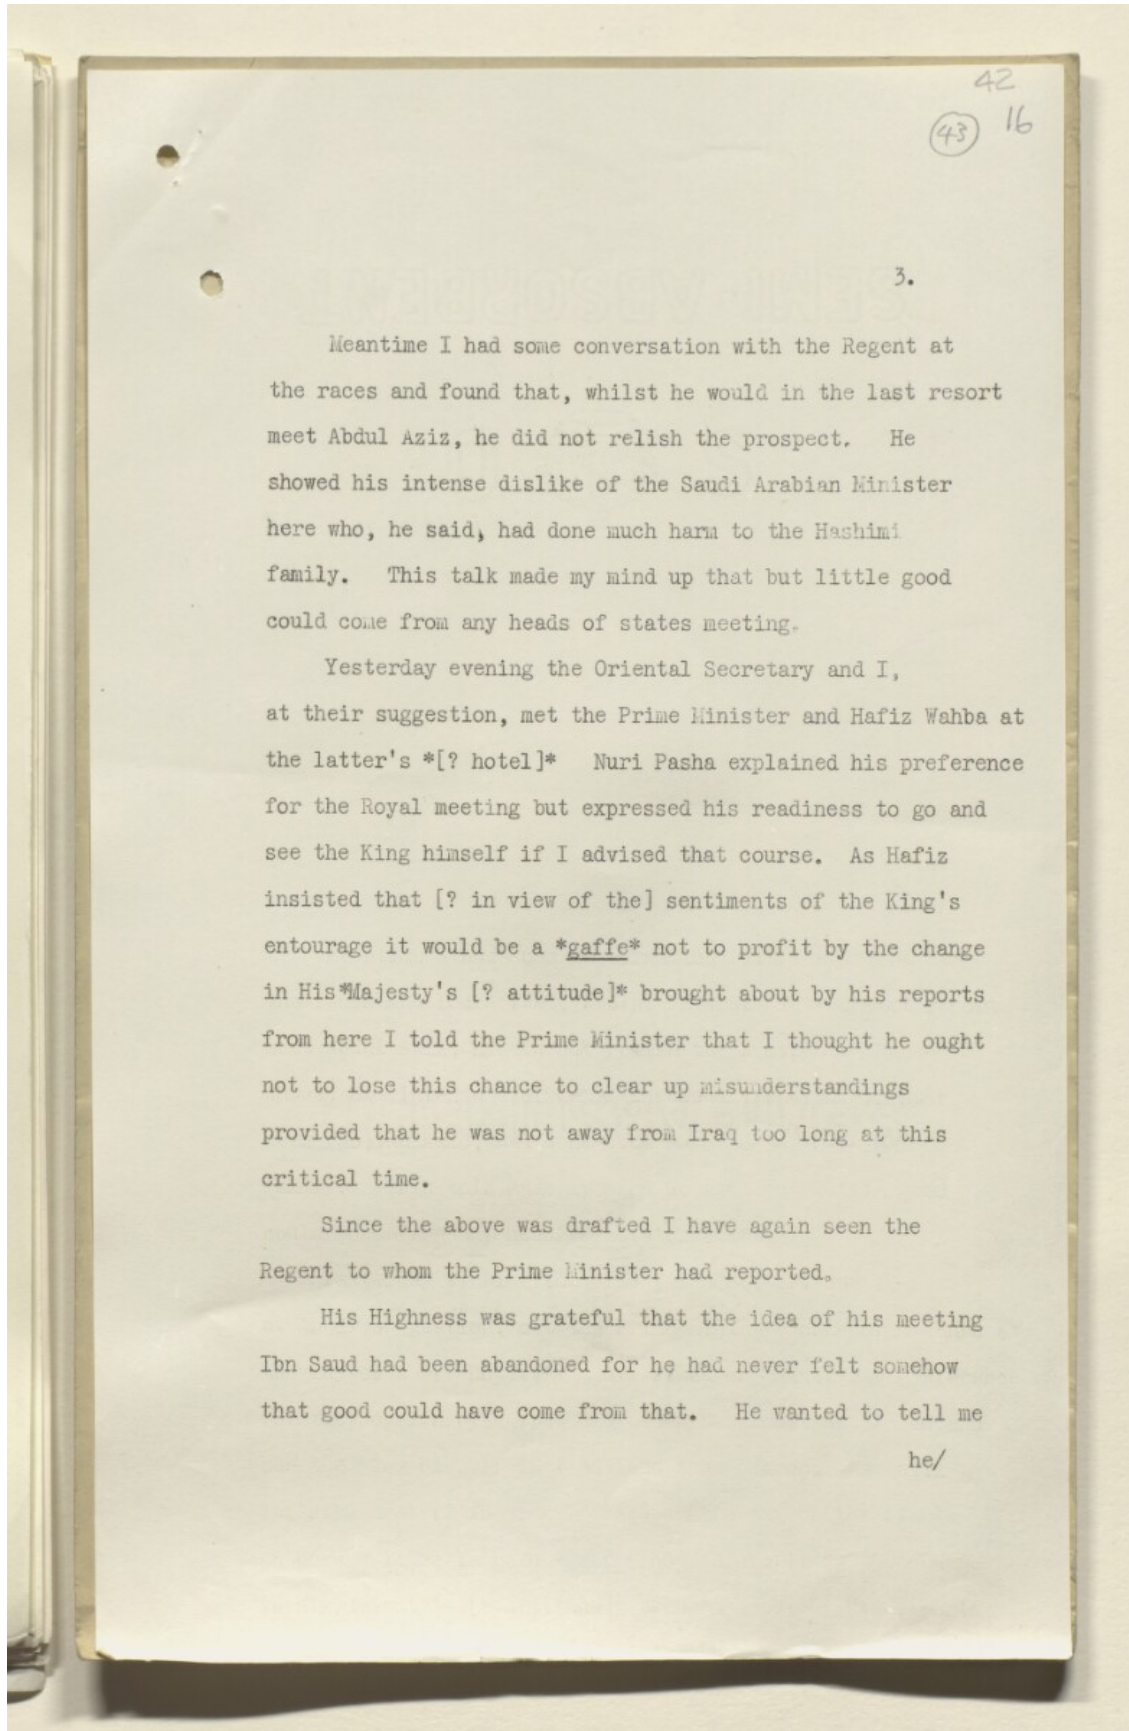 42
43 16
3.
Meantime I had some conversation with the Regent at
the races and found that, whilst he would in the last resort
meet Abdul Aziz, he did not relish the prospect. He
showed his intense dislike of the Saudi Arabian Minister
here who, he said, had done much harm to the Hashimi
family. This talk made my mind up that but little good
could come from any heads of states meeting.
Yesterday evening the Oriental Secretary and I,
at their suggestion, met the Prime Minister and Hafiz Wahba at
the latter's *[? hotel]* Nuri Pasha explained his preference
for the Royal meeting but expressed his readiness to go and
see the King himself if I advised that course. As Hafiz
insisted that [? in view of the] sentiments of the King's
entourage it would be a *gaffe* not to profit by the change
in His*Majesty's [? attitude]* brought about by his reports
from here I told the Prime Minister that I thought he ought
not to lose this chance to clear up misunderstandings
provided that he was not away from Iraq too long at this
critical time.
Since the above was drafted I have again seen the
Regent to whom the Prime Minister had reported.
His Highness was grateful that the idea of his meeting
Ibn Saud had been abandoned for he had never felt somehow
that good could have come from that. He wanted to tell me
he/